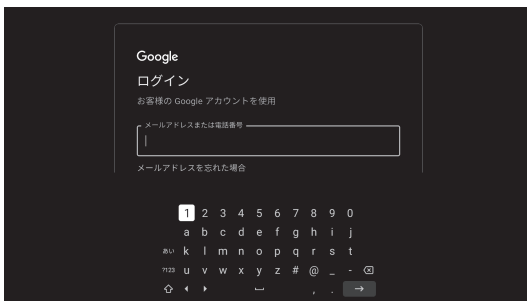 Google
ログイン
お客様の Google アカウントを使用
メールアドレスまたは電話番号
メールアドレスを忘れた場合
1 2 3 4 5 6 7 8 9 0
a b c d e f g h i j
あい k l m n o p q r s t
?123 u v w x y z # @ _ -
, .